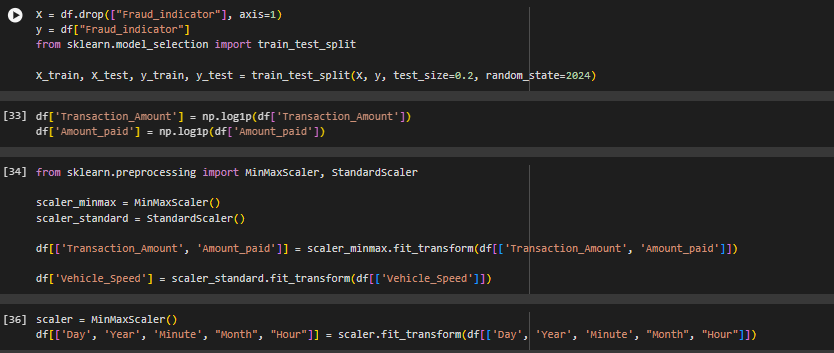 X = df.drop(["Fraud_indicator"], axis=1)
y = df["Fraud_indicator"]
from sklearn.model_selection import train_test_split
X_train, X_test, y_train, y_test = train_test_split(X, y, test_size=0.2, random_state=2024)
[33] df['Transaction_Amount'] = np.log1p(df['Transaction_Amount'])
df['Amount_paid'] = np.log1p(df['Amount_paid'])
[34] from sklearn.preprocessing import MinMaxScaler, StandardScaler
scaler_minmax = MinMaxScaler()
scaler_standard = StandardScaler()
df[['Transaction_Amount', 'Amount_paid']] = scaler_minmax.fit_transform(df[['Transaction_Amount', 'Amount_paid']])
df['Vehicle_Speed'] = scaler_standard.fit_transform(df[['Vehicle_Speed']])
[36] scaler = MinMaxScaler()
df[['Day', 'Year', 'Minute', "Month", "Hour"]] = scaler.fit_transform(df[['Day', 'Year', 'Minute', "Month", "Hour"]])